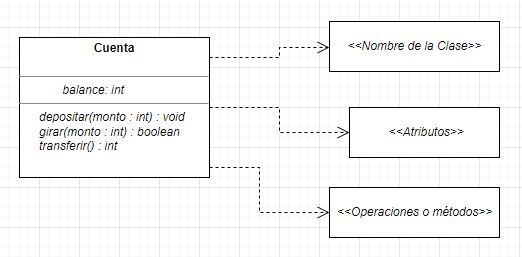 Cuenta
balance: int
depositar(monto : int) : void
girar(monto : int) : boolean
transferir() : int
<<Nombre de la Clase>>
<<Atributos>>
<<Operaciones o métodos>>